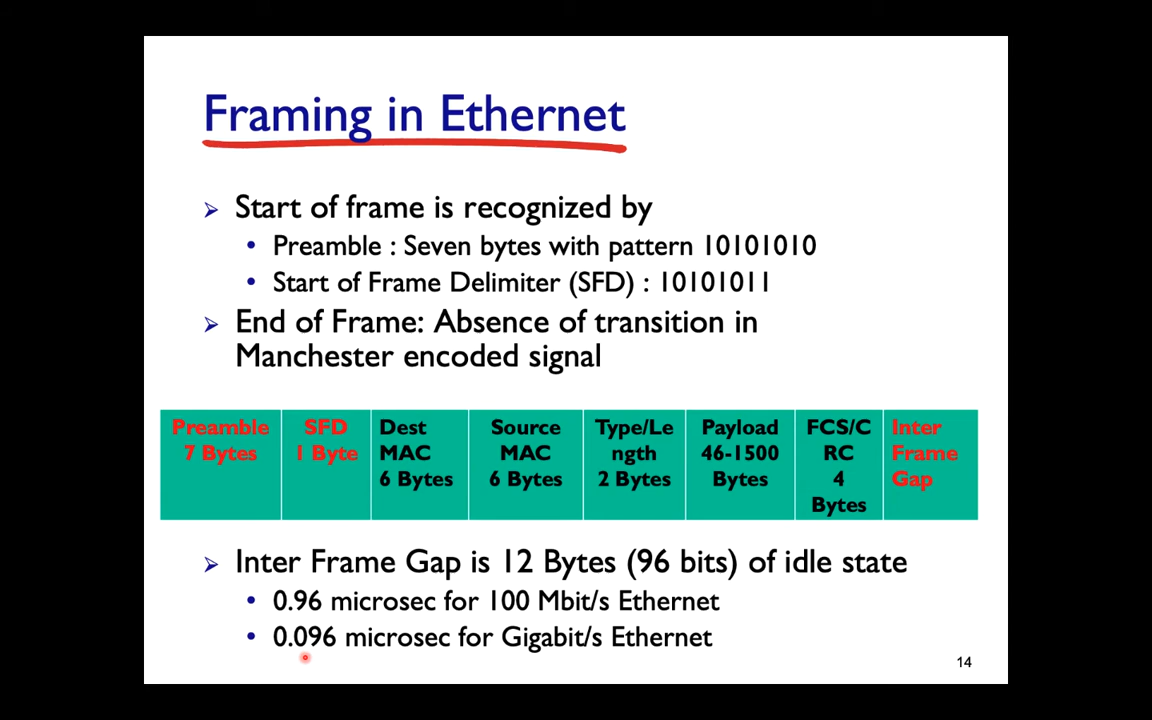 Framing in Ethernet
Start of frame is recognized by
Preamble : Seven bytes with pattern 10101010
Start of Frame Delimiter (SFD) : 10101011
End of Frame: Absence of transition in
Manchester encoded signal
Preamble
7 Bytes
SFD
1 Byte
Dest
MAC
6 Bytes
Source
MAC
6 Bytes
Type/Le
ngth
2 Bytes
Payload
46-1500
Bytes
FCS/C
RC
4
Bytes
Inter
Frame
Gap
Inter Frame Gap is 12 Bytes (96 bits) of idle state
0.96 microsec for 100 Mbit/s Ethernet
0.096 microsec for Gigabit/s Ethernet
14